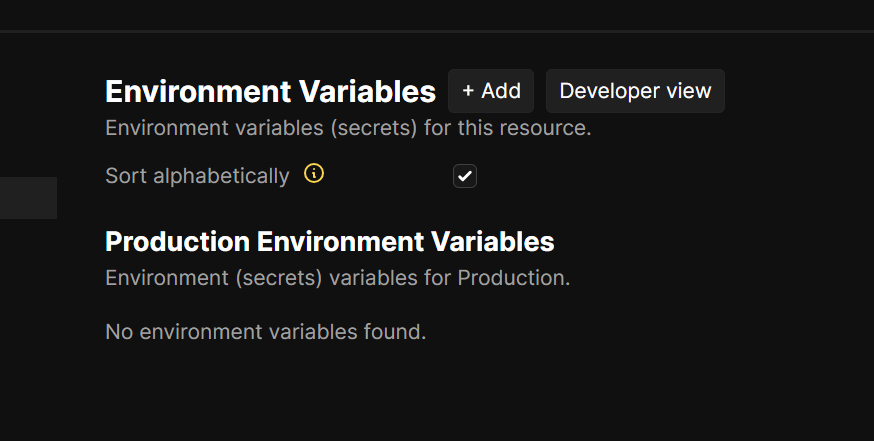 Environment Variables + Add Developer view
Environment variables (secrets) for this resource.
Sort alphabetically
Production Environment Variables
Environment (secrets) variables for Production.
No environment variables found.